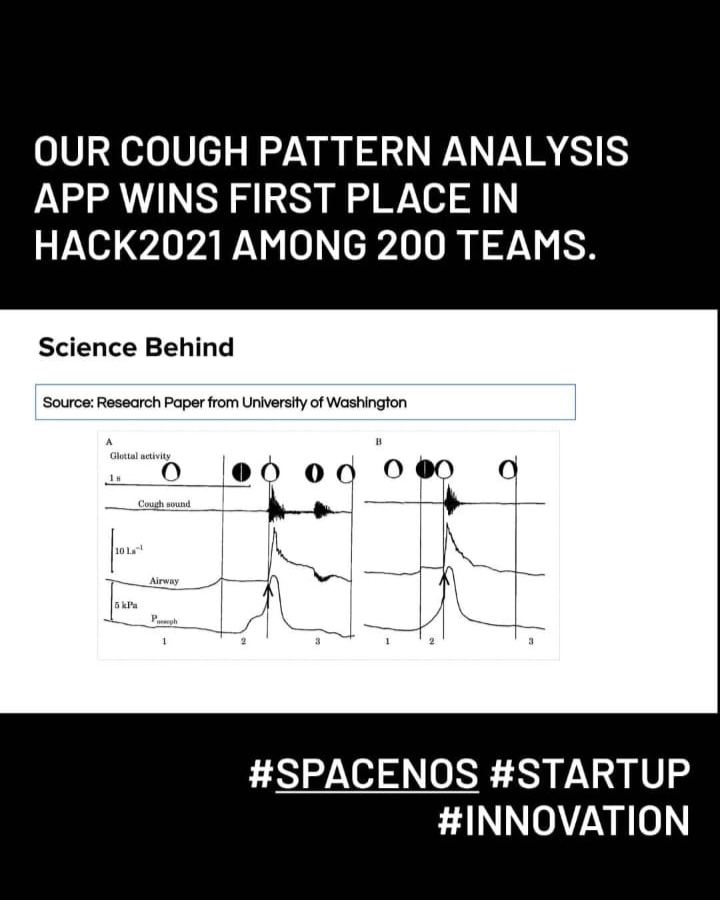 OUR COUGH PATTERN ANALYSIS
APP WINS FIRST PLACE IN
HACK2021 AMONG 200 TEAMS.
Science Behind
Source: Research Paper from University of Washington
A
B
Glottal activity
1 s
Cough sound
10 l.s⁻¹
Airway
5 kPa
1 2 3 1 2 3
#SPACENOS #STARTUP
#INNOVATION